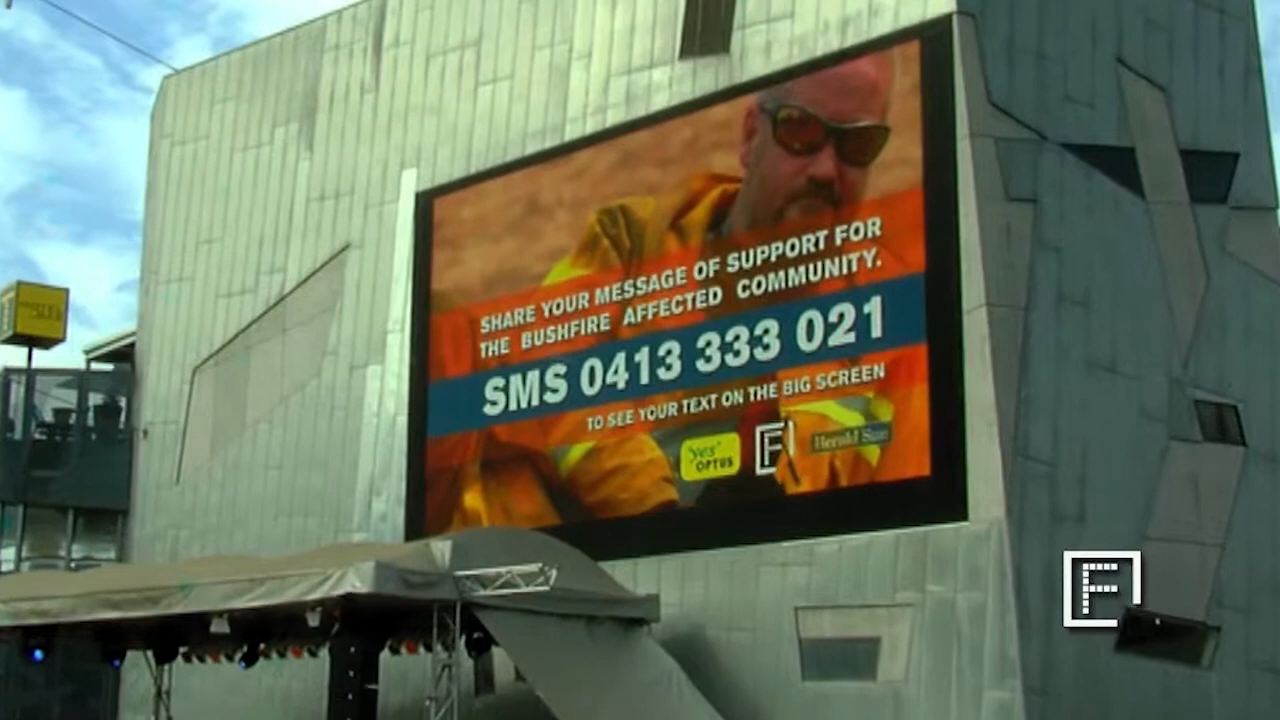 SHARE YOUR MESSAGE OF SUPPORT FOR
THE BUSHFIRE AFFECTED COMMUNITY.
SMS 0413 333 021
TO SEE YOUR TEXT ON THE BIG SCREEN
'yes'
OPTUS
F
Herald Sun
F